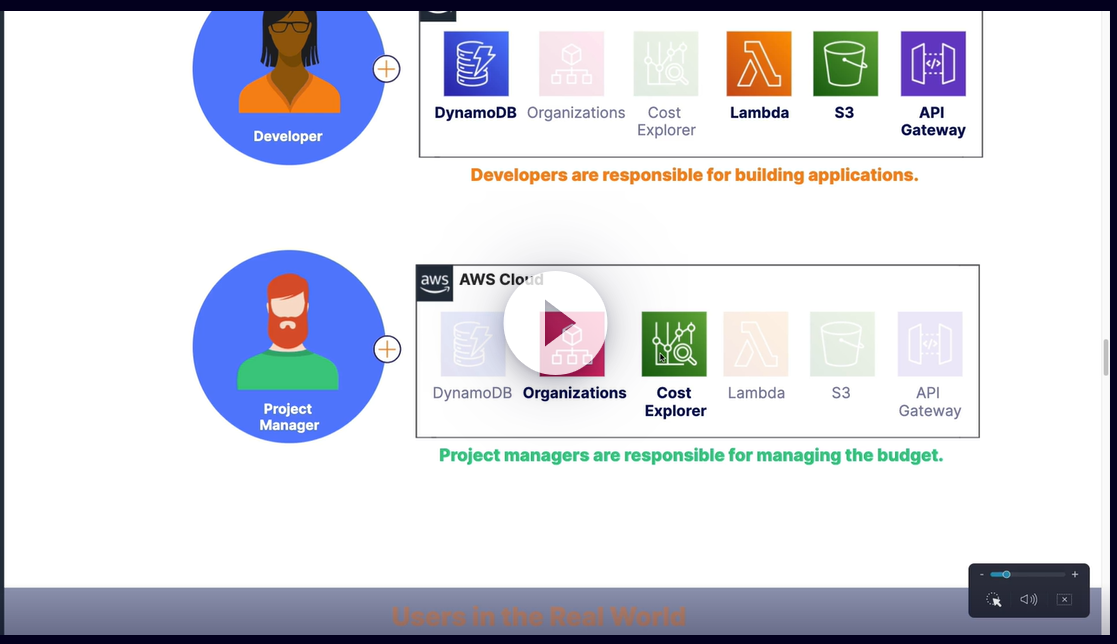 DynamoDB
Organizations
Cost
Explorer
Lambda
S3
API
Gateway
Developer
Developers are responsible for building applications.
aws
AWS Cloud
DynamoDB
Organizations
Cost
Explorer
Lambda
S3
API
Gateway
Project
Manager
Project managers are responsible for managing the budget.
- +
Users in the Real World